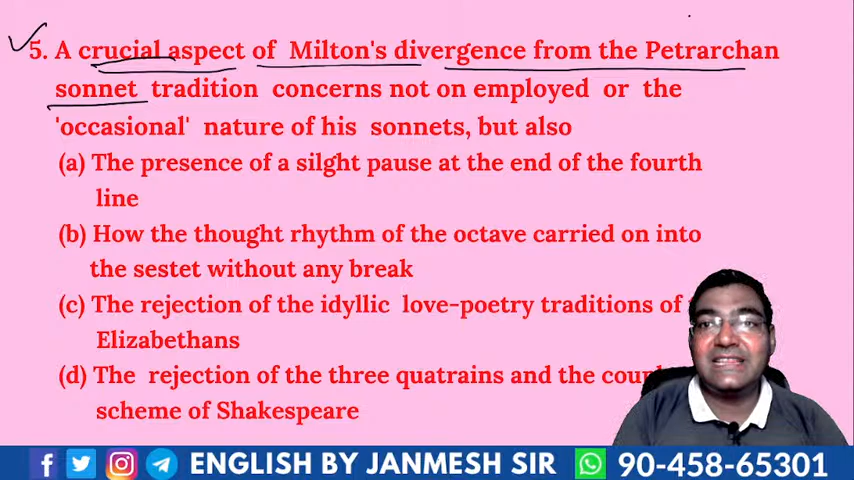 5. A crucial aspect of Milton's divergence from the Petrarchan
sonnet tradition concerns not on employed or the
'occasional' nature of his sonnets, but also
(a) The presence of a silght pause at the end of the fourth
line
(b) How the thought rhythm of the octave carried on into
the sestet without any break
(c) The rejection of the idyllic love-poetry traditions of
Elizabethans
(d) The rejection of the three quatrains and the
scheme of Shakespeare
ENGLISH BY JANMESH SIR 90-458-65301